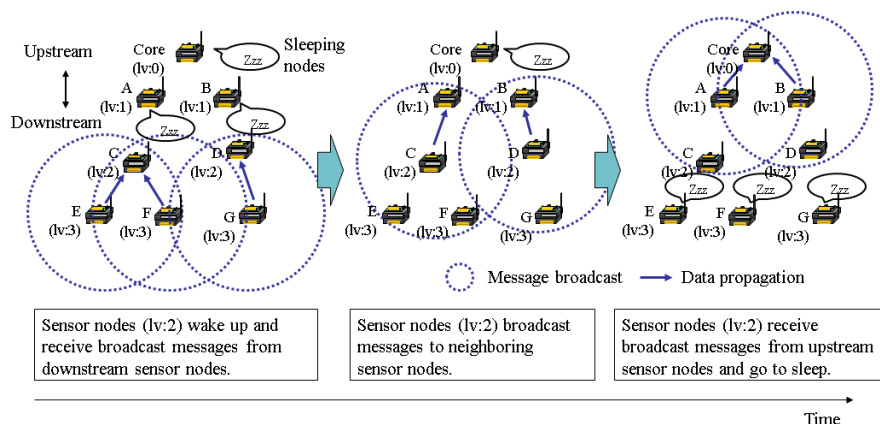 Upstream
Downstream
Core
(lv:0)
Zzz
Sleeping
nodes
A
(lv:1)
B
(lv:1)
Zzz
Zzz
C
(lv:2)
D
(lv:2)
E
(lv:3)
F
(lv:3)
G
(lv:3)
Core
(lv:0)
Zzz
A
(lv:1)
B
(lv:1)
C
(lv:2)
D
(lv:2)
E
(lv:3)
F
(lv:3)
G
(lv:3)
Core
(lv:0)
A
(lv:1)
B
(lv:1)
C
(lv:2)
D
(lv:2)
Zzz
Zzz
Zzz
E
(lv:3)
F
(lv:3)
G
(lv:3)
Message broadcast
Data propagation
Sensor nodes (lv:2) wake up and
receive broadcast messages from
downstream sensor nodes.
Sensor nodes (lv:2) broadcast
messages to neighboring
sensor nodes.
Sensor nodes (lv:2) receive
broadcast messages from upstream
sensor nodes and go to sleep.
Time